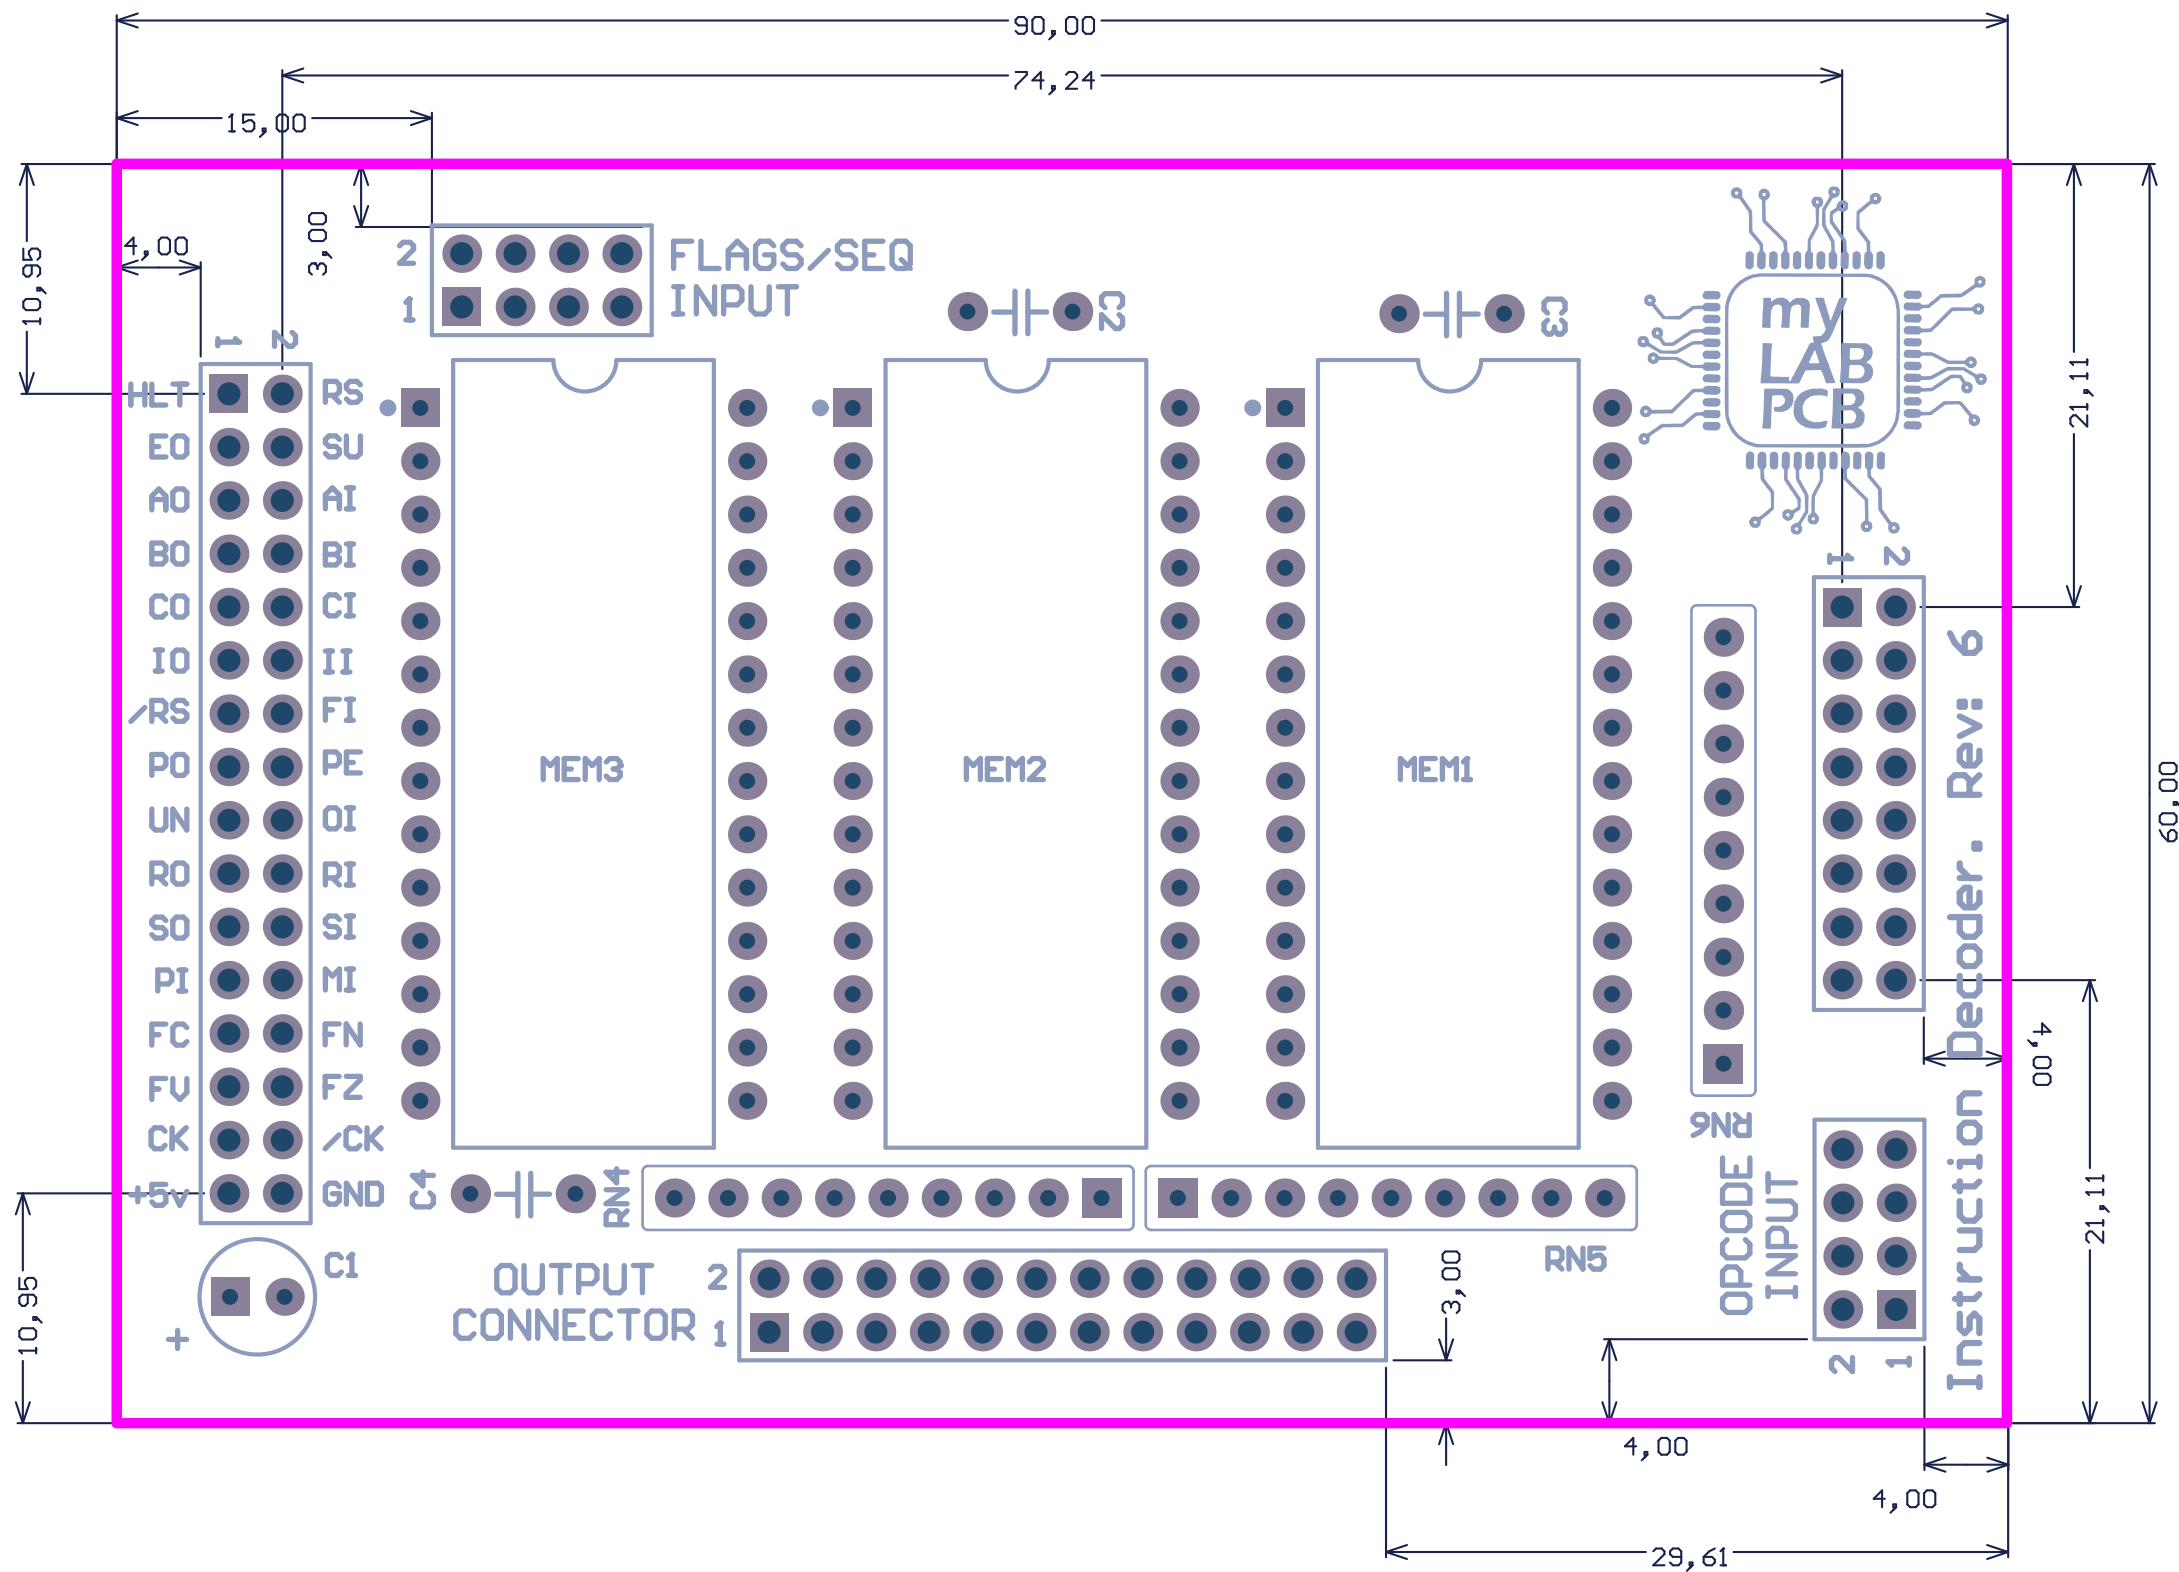 90,00
74,24
15,00
10,95
4,00
3,00
2
1
FLAGS/SEQ
INPUT
C2
C3
my
LAB
PCB
21,11
1
2
HLT
RS
EO
SU
AO
AI
BO
BI
CO
CI
IO
II
/RS
FI
PO
PE
UN
OI
RO
RI
SO
SI
PI
MI
FC
FN
FV
FZ
CK
/CK
+5v
GND
MEM3
MEM2
MEM1
1
2
60,00
Instruction Decoder. Rev: 6
4,00
RN6
C4
RN4
RN5
OPCODE
INPUT
21,11
10,95
C1
+
OUTPUT
CONNECTOR
2
1
3,00
2
1
4,00
4,00
29,61